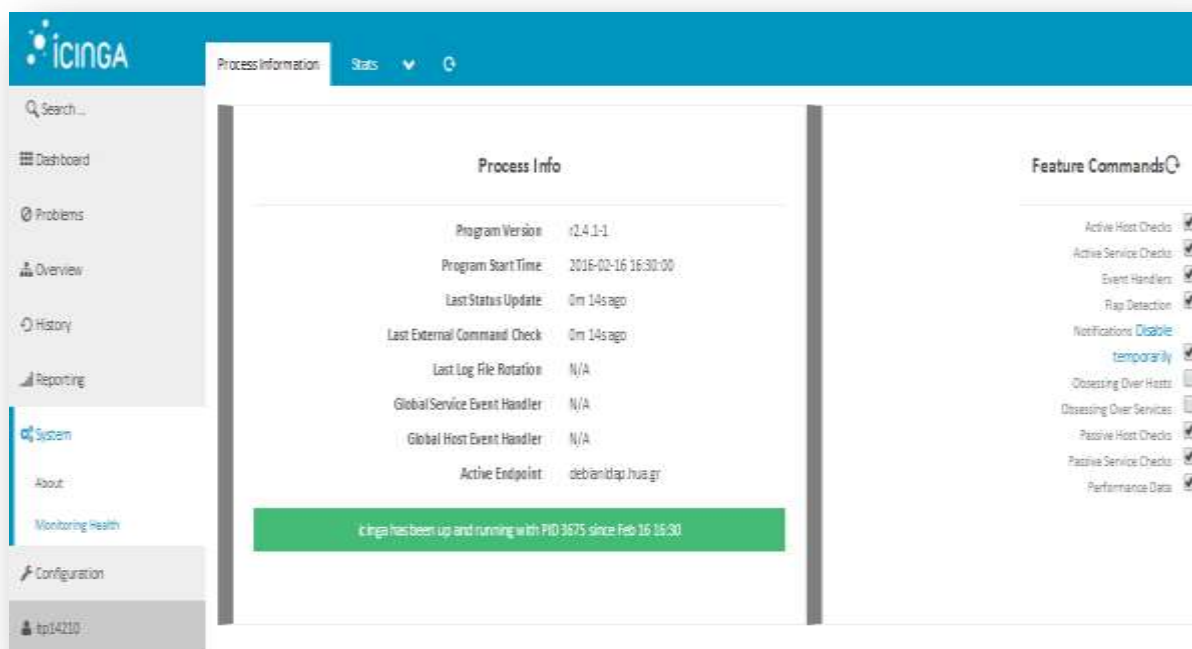 icinga
Process Information
Stats
Search ...
Dashboard
Problems
Overview
History
Reporting
System
About
Monitoring Health
Configuration
itp14210
Process Info
Program Version r2.4.1-1
Program Start Time 2016-02-16 16:30:00
Last Status Update 0m 14s ago
Last External Command Check 0m 14s ago
Last Log File Rotation N/A
Global Service Event Handler N/A
Global Host Event Handler N/A
Active Endpoint debianldap.hua.gr
Icinga has been up and running with PID 3675 since Feb 16 16:30
Feature Commands
Active Host Checks
Active Service Checks
Event Handlers
Flap Detection
Notifications Disable
temporarily
Obsessing Over Hosts
Obsessing Over Services
Passive Host Checks
Passive Service Checks
Performance Data